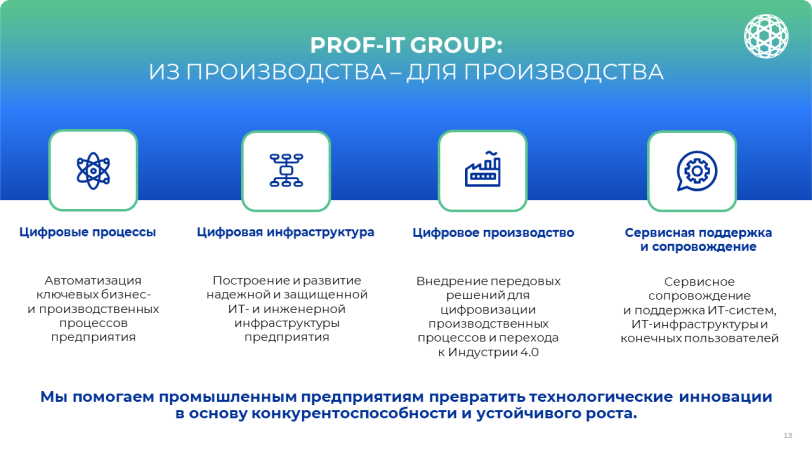 PROF-IT GROUP:
ИЗ ПРОИЗВОДСТВА – ДЛЯ ПРОИЗВОДСТВА
Цифровые процессы
Автоматизация
ключевых бизнес-
и производственных
процессов
предприятия
Цифровая инфраструктура
Построение и развитие
надежной и защищенной
ИТ- и инженерной
инфраструктуры
предприятия
Цифровое производство
Внедрение передовых
решений для
цифровизации
производственных
процессов и перехода
к Индустрии 4.0
Сервисная поддержка
и сопровождение
Сервисное
сопровождение
и поддержка ИТ-систем,
ИТ-инфраструктуры и
конечных пользователей
Мы помогаем промышленным предприятиям превратить технологические инновации
в основу конкурентоспособности и устойчивого роста.
13